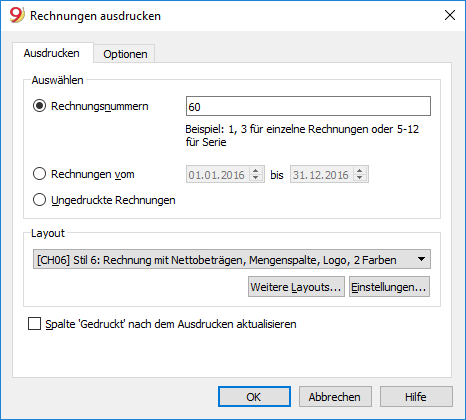 9 Rechnungen ausdrucken
Ausdrucken Optionen
Auswählen
Rechnungsnummern 60
Beispiel: 1, 3 für einzelne Rechnungen oder 5-12
für Serie
Rechnungen vom 01.01.2016 bis 31.12.2016
Ungedruckte Rechnungen
Layout
[CH06] Stil 6: Rechnung mit Nettobeträgen, Mengenspalte, Logo, 2 Farben
Weitere Layouts... Einstellungen...
Spalte 'Gedruckt' nach dem Ausdrucken aktualisieren
OK Abbrechen Hilfe